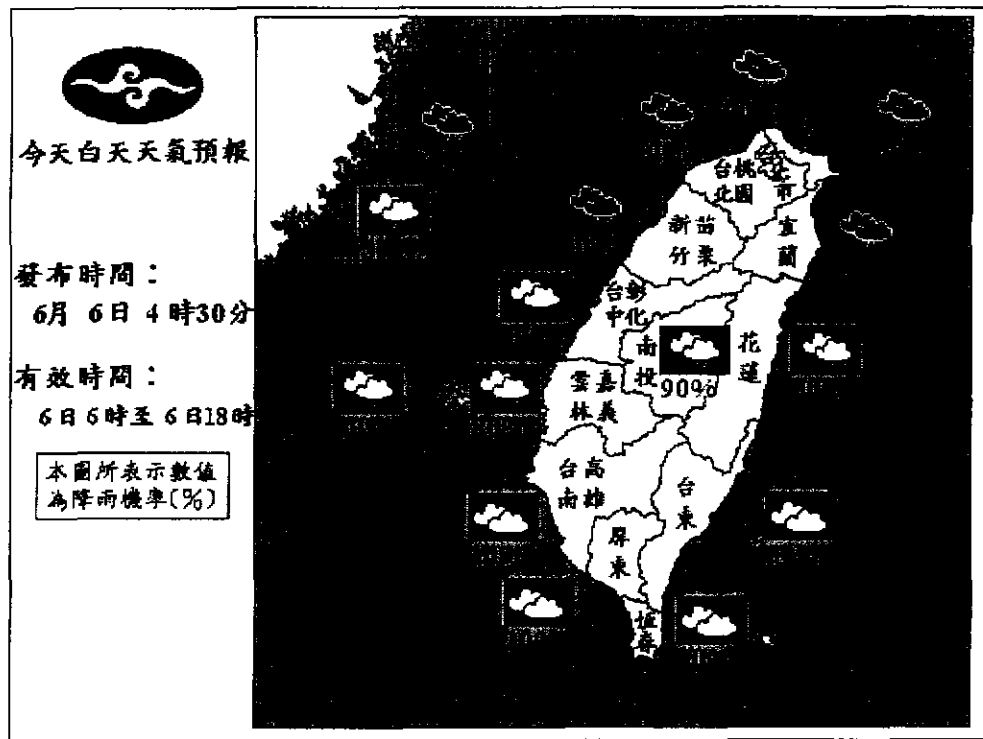 今天白天天氣預報
發布時間：
6月 6日 4 時30分
有效時間：
6日6時至 6日18時
本圖所表示數值
為降雨機率(%)
台桃
北園
市
新苗
竹栗
宜
蘭
台彰
中化
南
投
90%
花
蓮
雲嘉
林義
台高
南雄
台
東
屏
東
恆
春